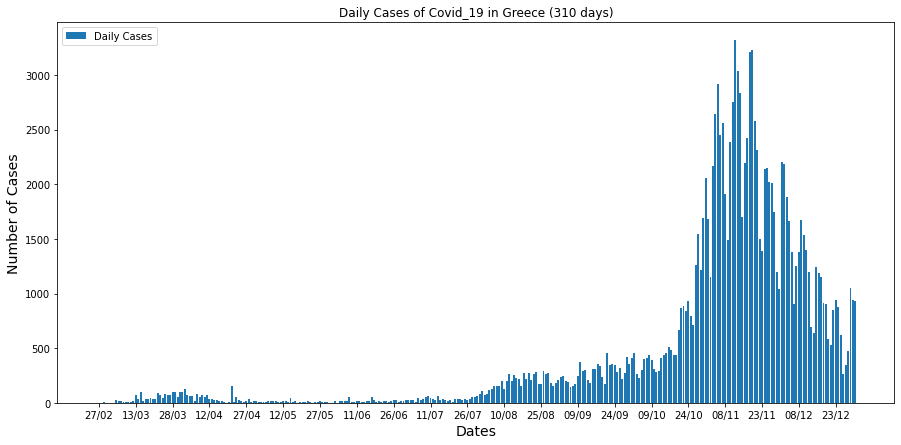 Daily Cases of Covid_19 in Greece (310 days)
Daily Cases
Number of Cases
3000
2500
2000
1500
1000
500
0
27/02 13/03 28/03 12/04 27/04 12/05 27/05 11/06 26/06 11/07 26/07 10/08 25/08 09/09 24/09 09/10 24/10 08/11 23/11 08/12 23/12
Dates